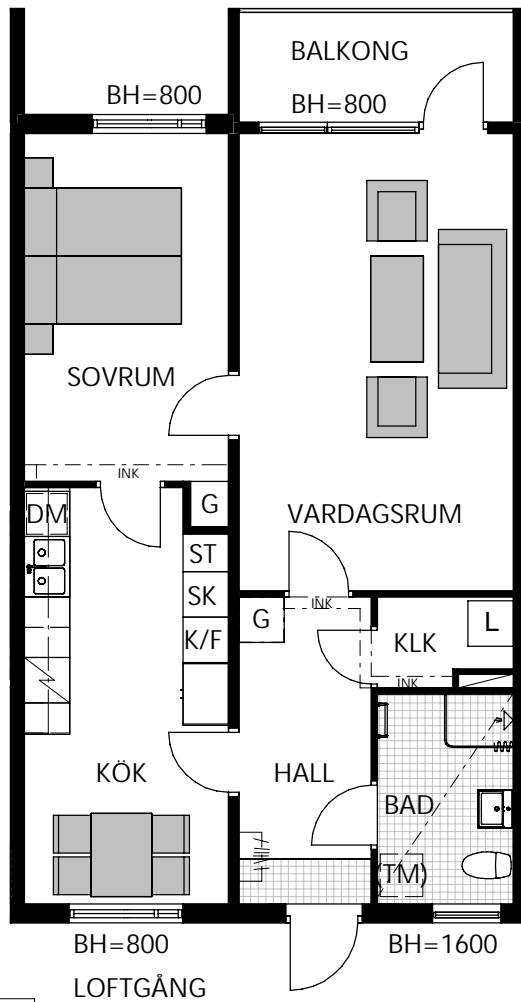 BALKONG
BH=800
BH=800
SOVRUM
INK
DM
G
VARDAGSRUM
ST
SK
K/F
G
INK
L
KLK
INK
KÖK
HALL
BAD
(TM)
BH=800
BH=1600
LOFTGÅNG